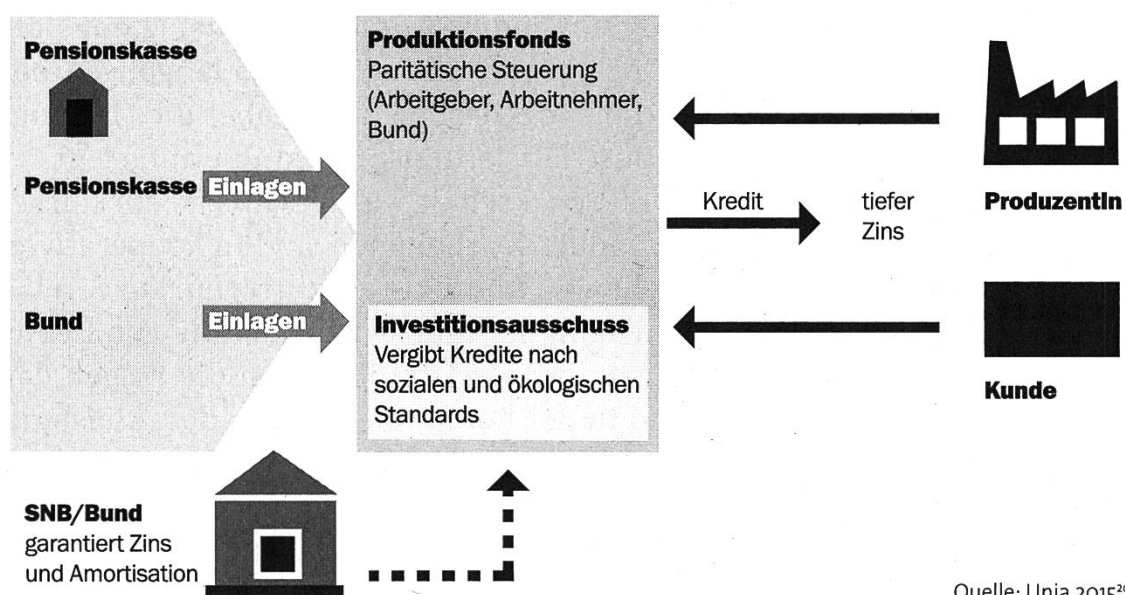 Pensionskasse
Pensionskasse
Einlagen
Bund
Einlagen
SNB/Bund
garantiert Zins
und Amortisation
Produktionsfonds
Paritätische Steuerung
(Arbeitgeber, Arbeitnehmer,
Bund)
Investitionsausschuss
Vergibt Kredite nach
sozialen und ökologischen
Standards
Kredit
tiefer
Zins
ProduzentIn
Kunde
Quelle: Unia 2015